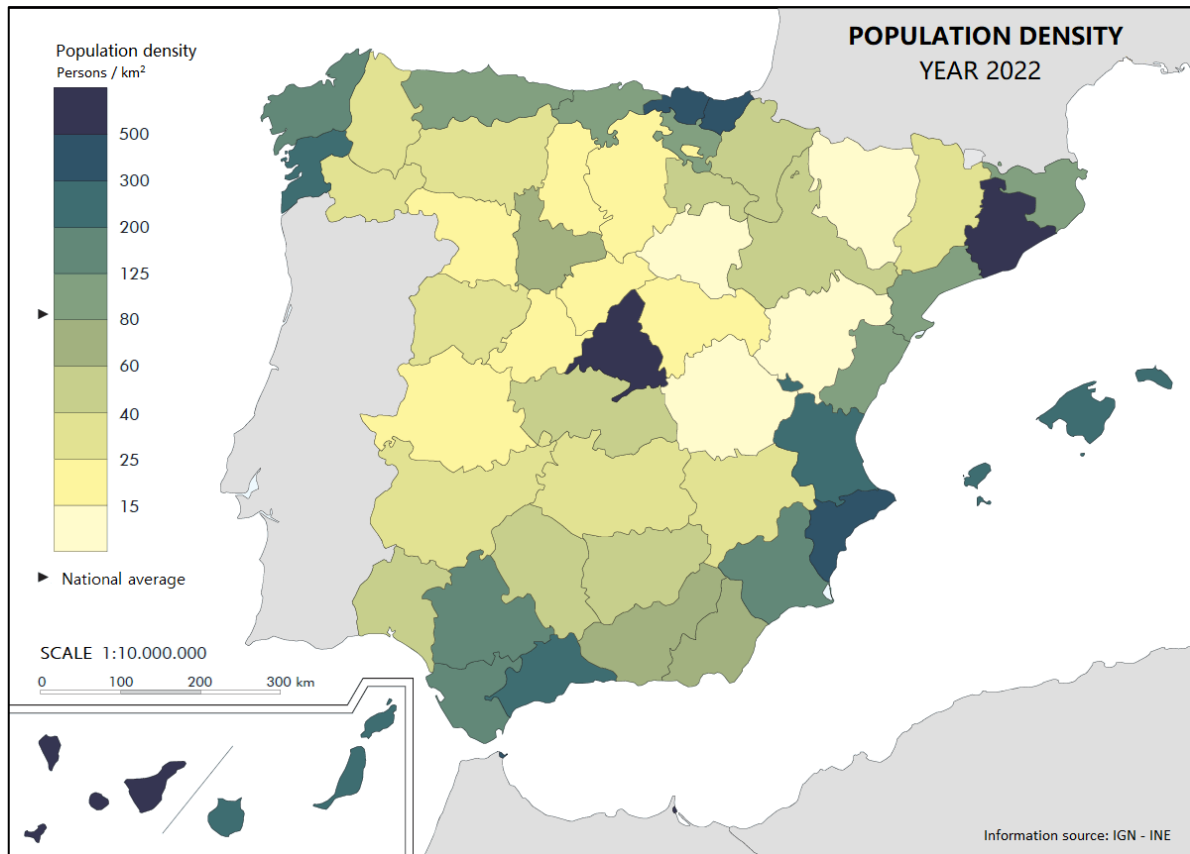 POPULATION DENSITY
YEAR 2022
Population density
Persons / km²
500
300
200
125
80
60
40
25
15
► National average
SCALE 1:10.000.000
0 100 200 300 km
Information source: IGN - INE